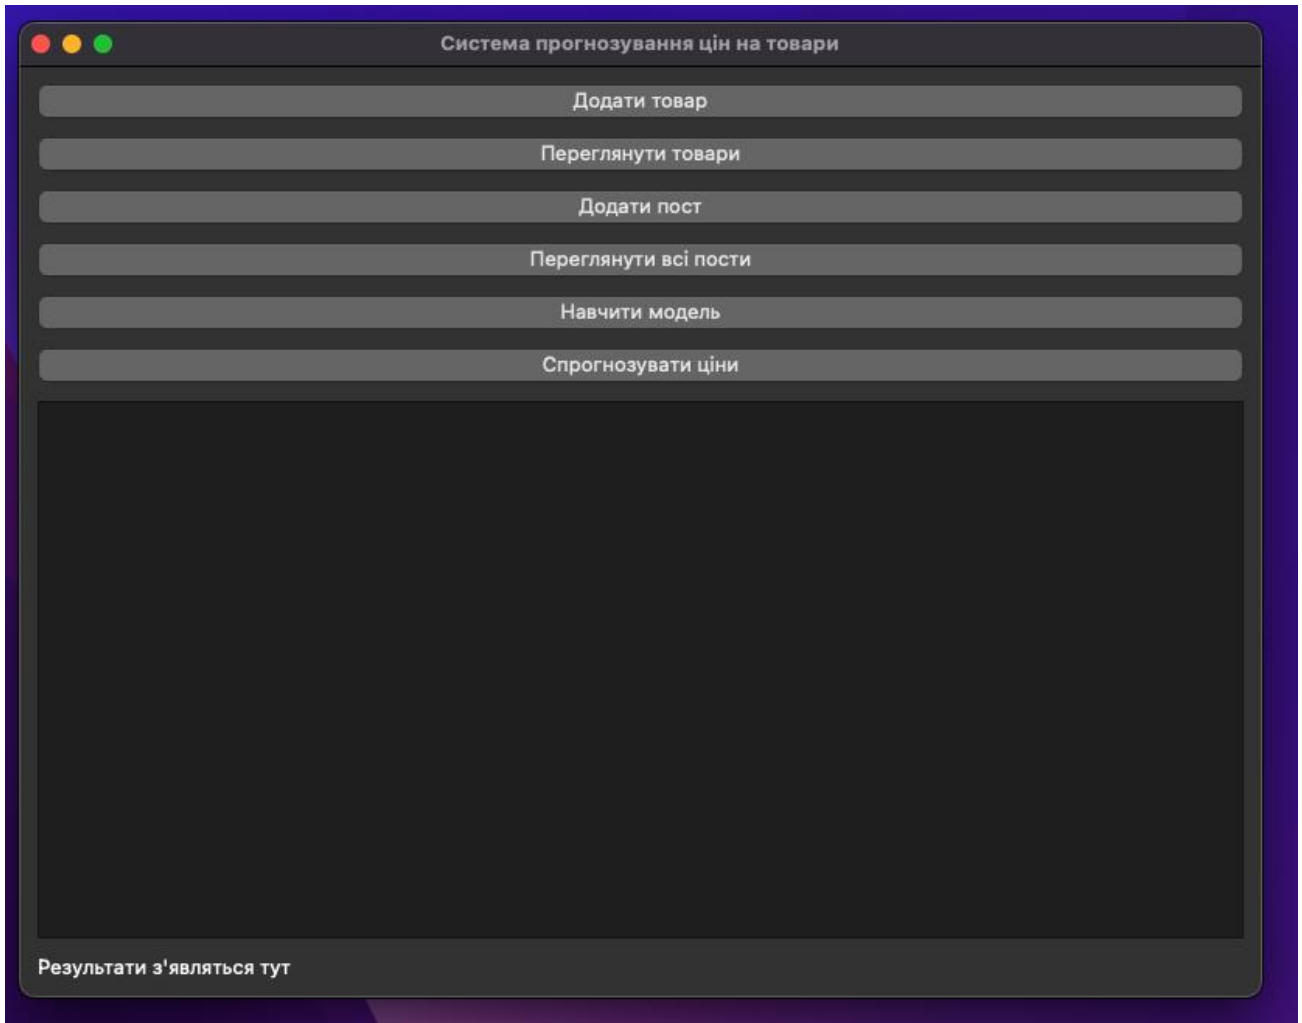 Система прогнозування цін на товари
Додати товар
Переглянути товари
Додати пост
Переглянути всі пости
Навчити модель
Спрогнозувати ціни
Результати з'являться тут